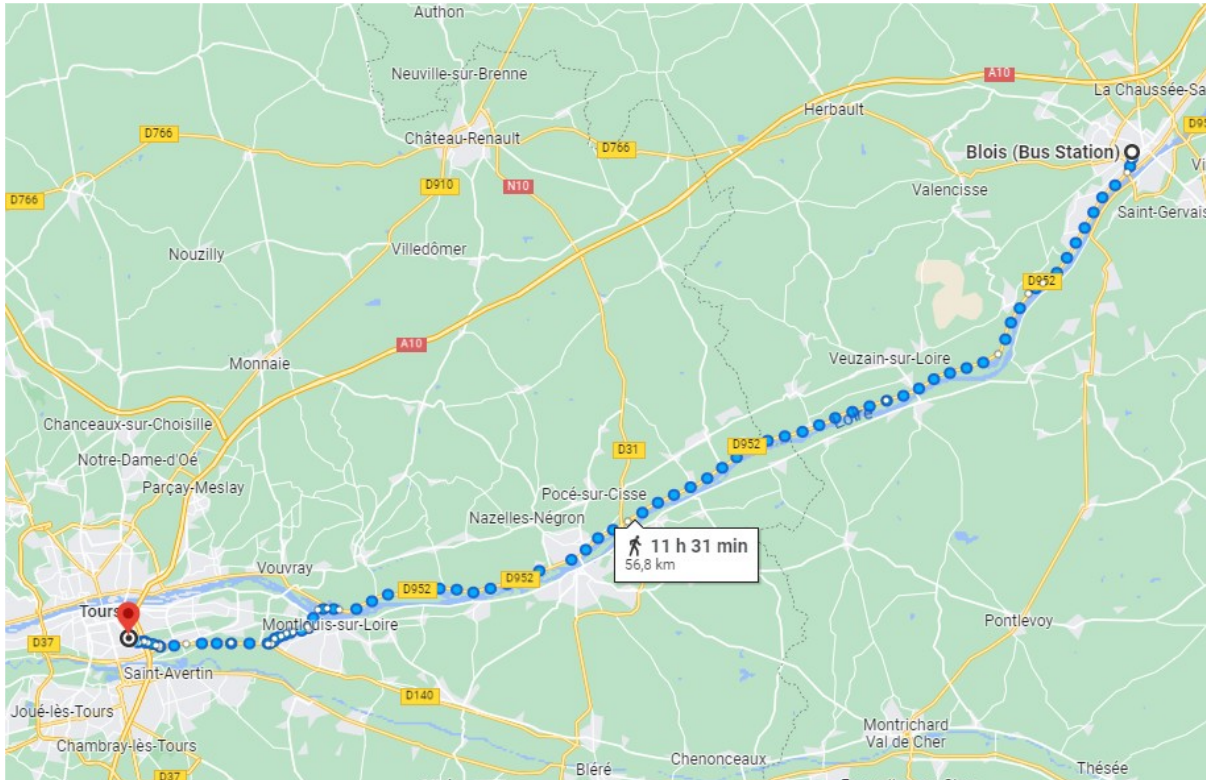 Authon
Neuville-sur-Brenne
A10
La Chaussée-Sa
Herbault
D766
Château-Renault
D766
D95
Blois (Bus Station)
Vi
D910
N10
Valencisse
D766
Saint-Gervais
Nouzilly
Villedômer
D952
A10
Monnaie
Veuzain-sur-Loire
Chanceaux-sur-Choisille
Loire
D31
D952
Notre-Dame-d'Oé
Parçay-Meslay
Pocé-sur-Cisse
Nazelles-Négron
11 h 31 min
56,8 km
Vouvray
D952
D952
Tours
Montlouis-sur-Loire
Pontlevoy
D37
Saint-Avertin
D140
Joué-lès-Tours
Montrichard
Val de Cher
Chambray-lès-Tours
Chenonceaux
Bléré
Thésée
D37